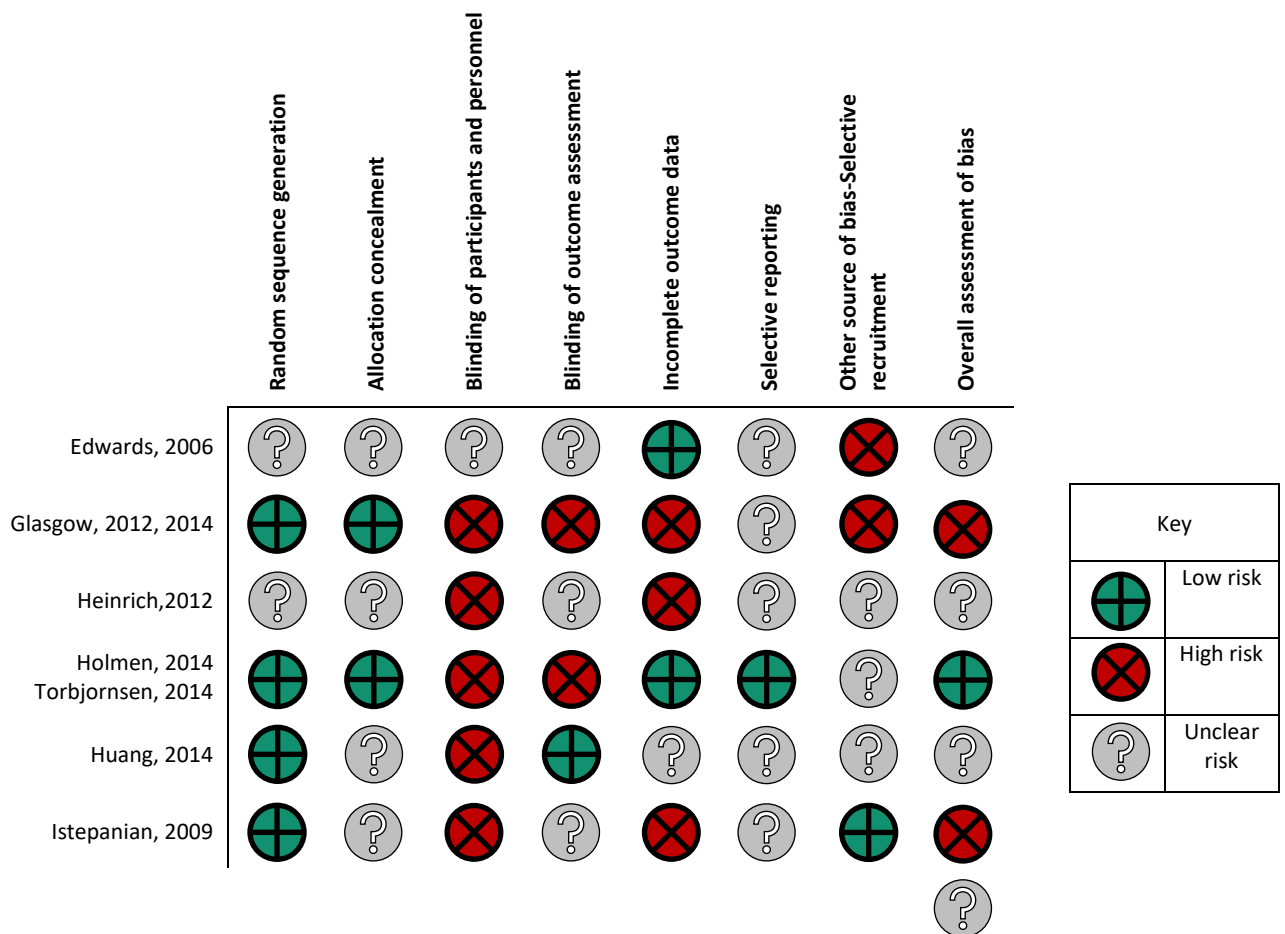 Random sequence generation
Allocation concealment
Blinding of participants and personnel
Blinding of outcome assessment
Incomplete outcome data
Selective reporting
Other source of bias-Selective
recruitment
Overall assessment of bias
Edwards, 2006
Glasgow, 2012, 2014
Heinrich,2012
Holmen, 2014
Torbjornsen, 2014
Huang, 2014
Istepanian, 2009
Key
Low risk
High risk
Unclear
risk